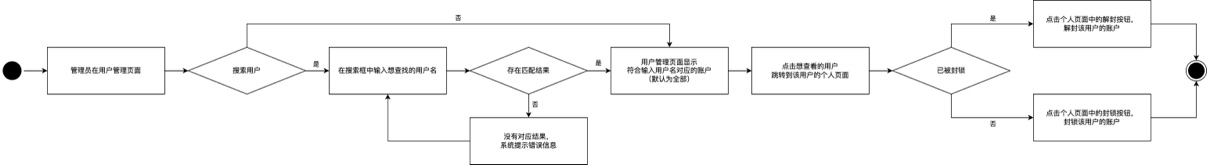 否
管理员在用户管理页面
搜索用户
是
在搜索框中输入想查找的用户名
存在匹配结果
是
用户管理页面显示
符合输入用户名对应的账户
(默认为全部)
点击想查看的用户
跳转到该用户的个人页面
已被封锁
是
点击个人页面中的解封按钮,
解封该用户的账户
否
没有对应结果,
系统提示错误信息
否
点击个人页面中的封锁按钮,
封锁该用户的账户